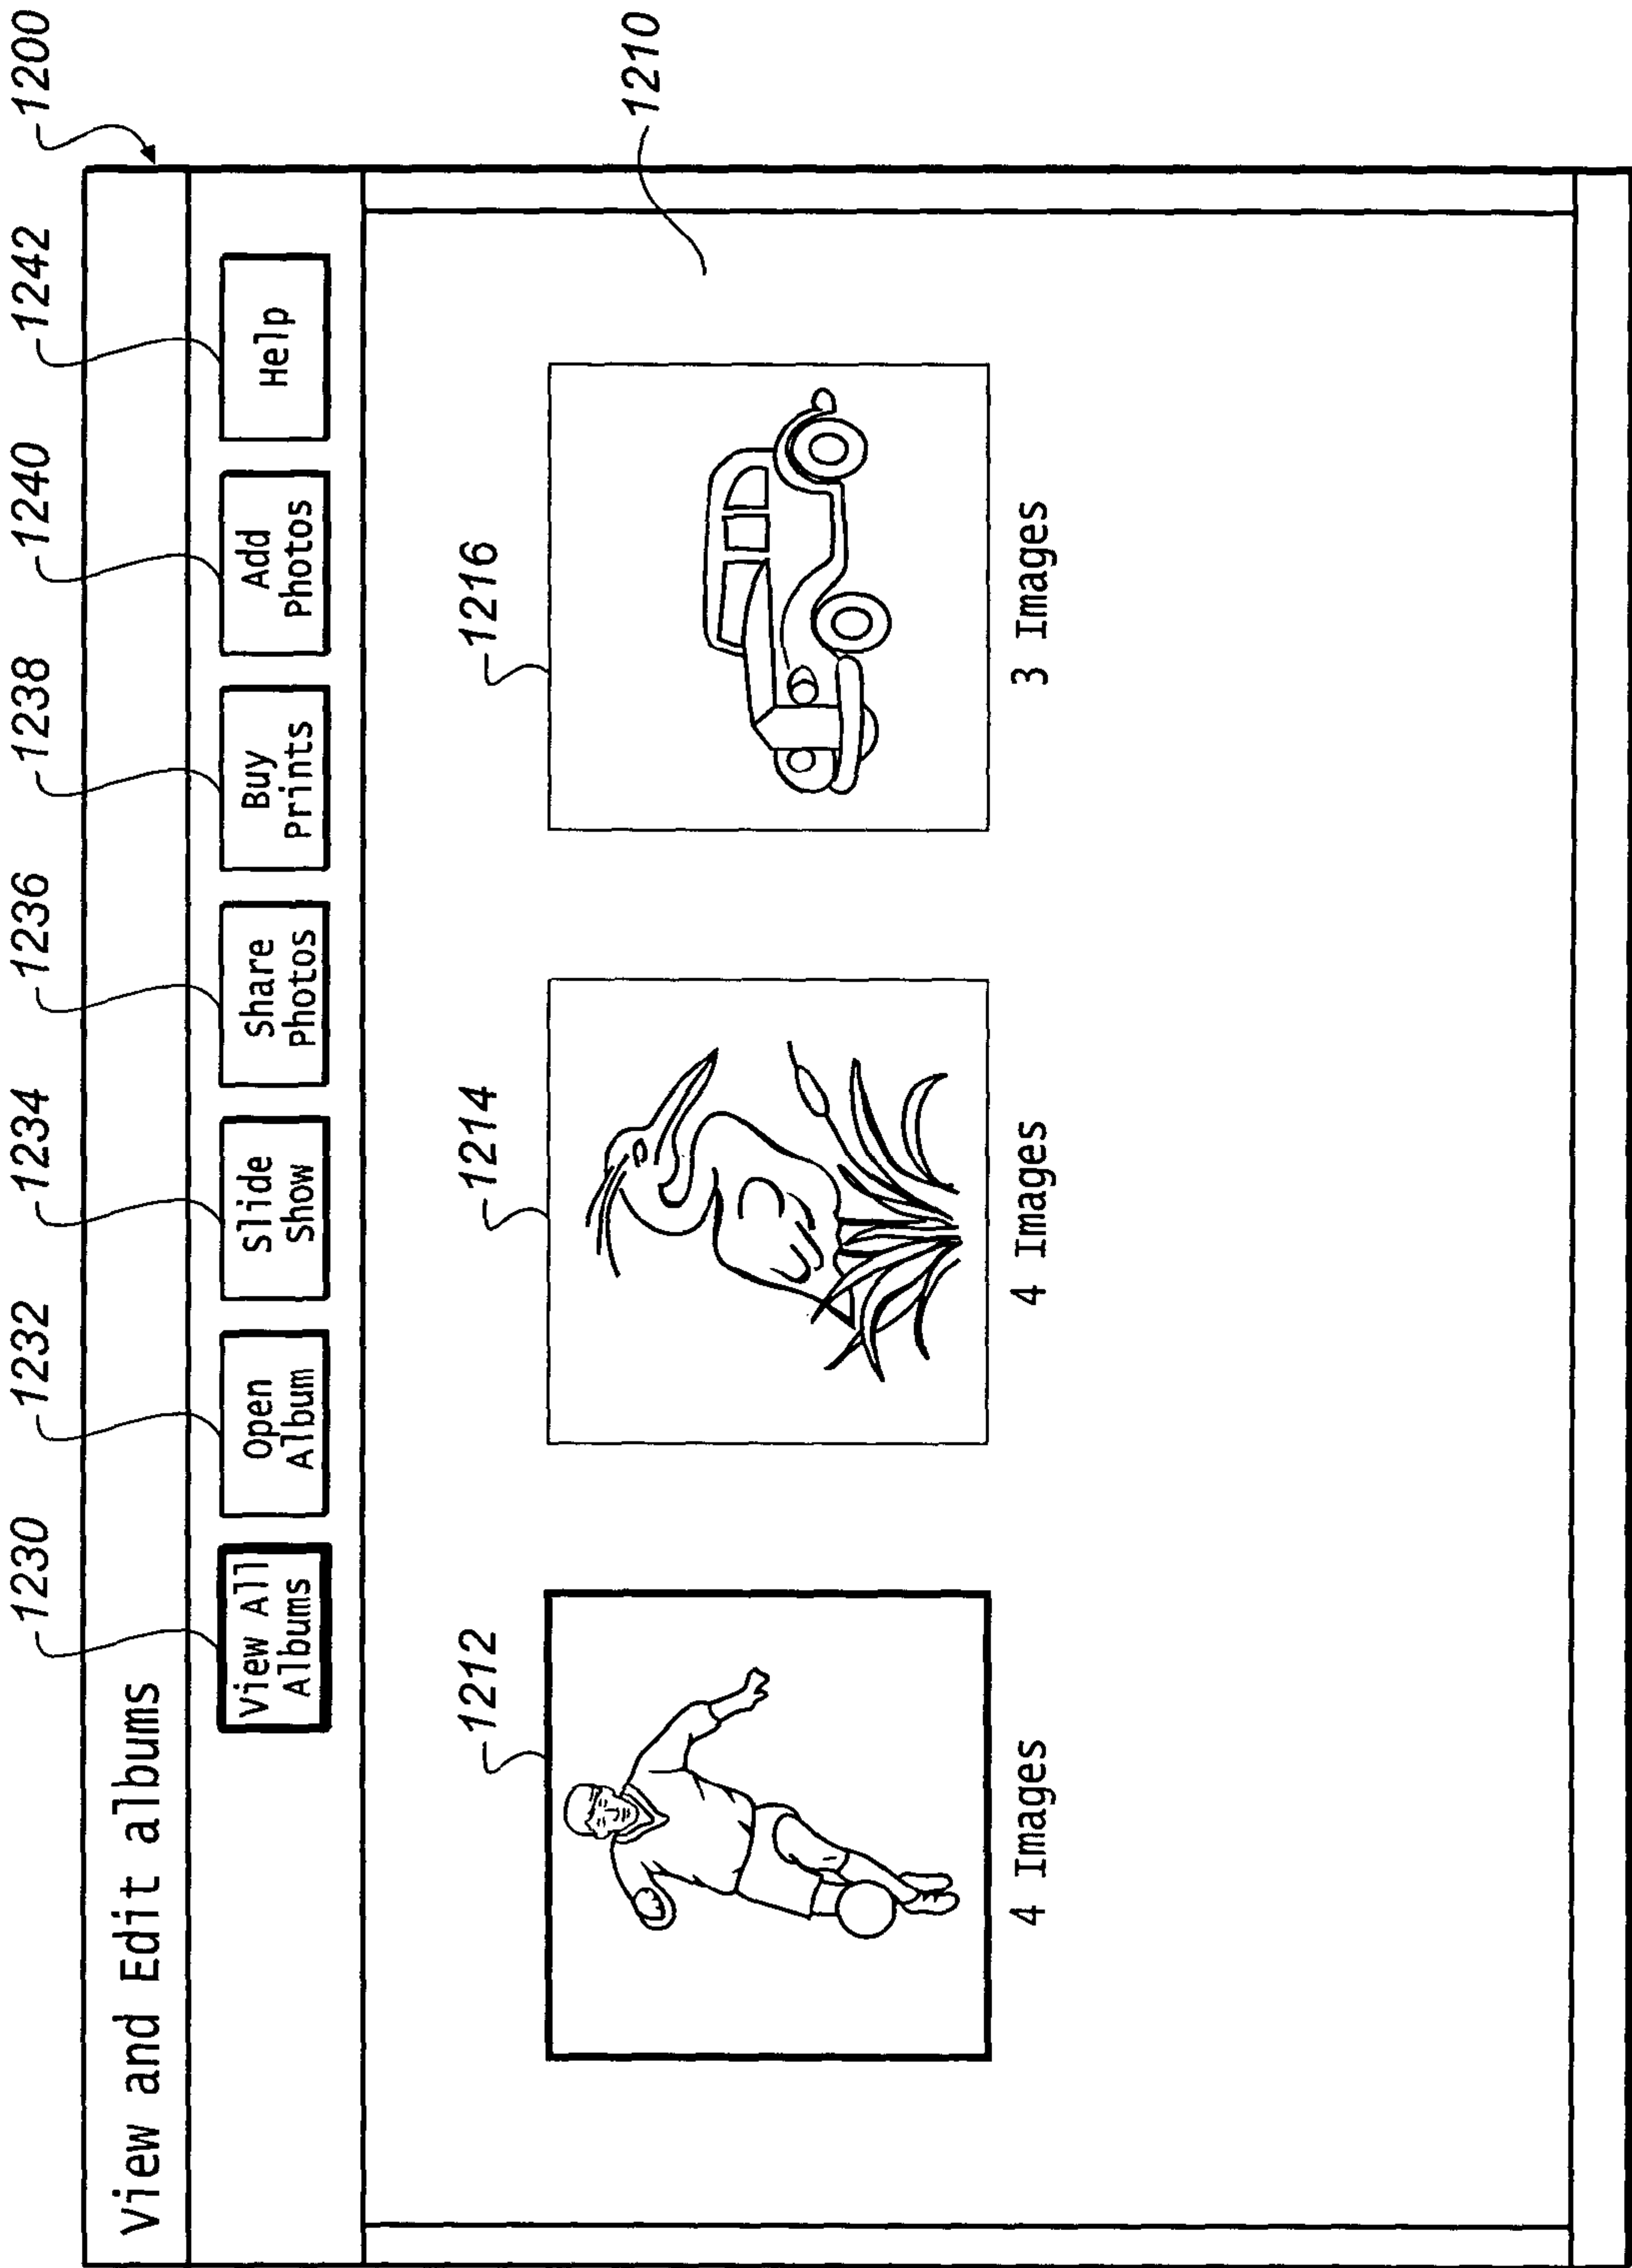 1230 1232 1234 1236 1238 1240 1242 1200
View and Edit albums
View All
Albums
Open
Album
Slide
Show
Share
Photos
Buy
Prints
Add
Photos
Help
1212 1214 1216 1210
4 Images 4 Images 3 Images